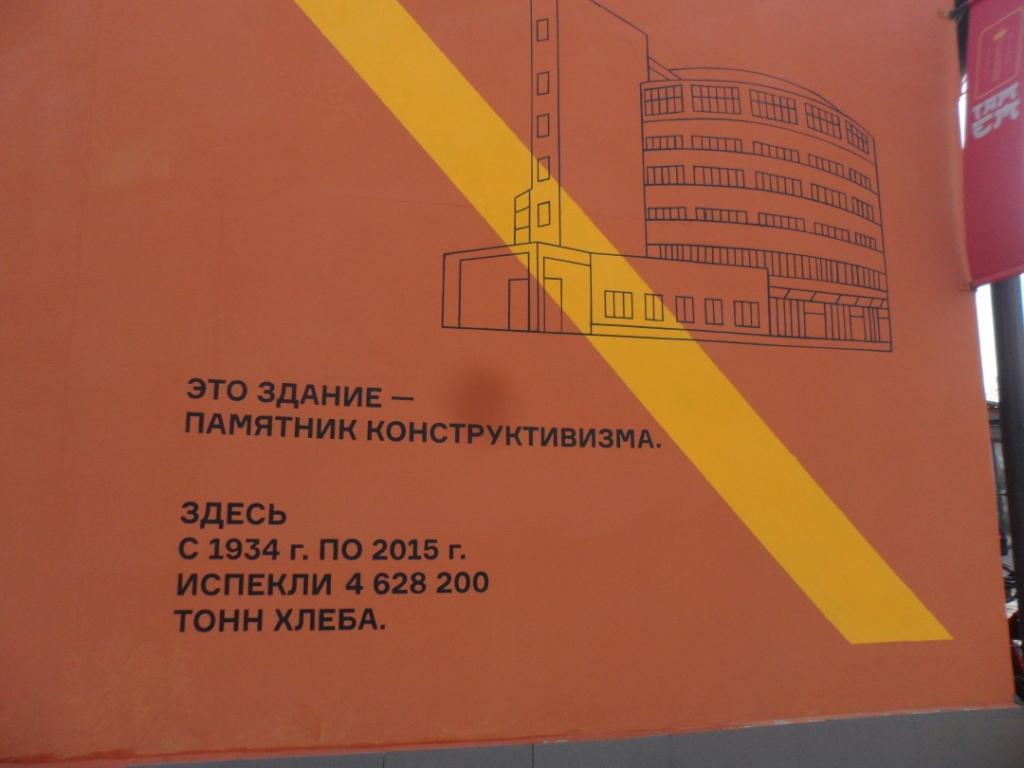 ЭТО ЗДАНИЕ —
ПАМЯТНИК КОНСТРУКТИВИЗМА.
ЗДЕСЬ
С 1934 г. ПО 2015 г.
ИСПЕКЛИ 4 628 200
ТОНН ХЛЕБА.